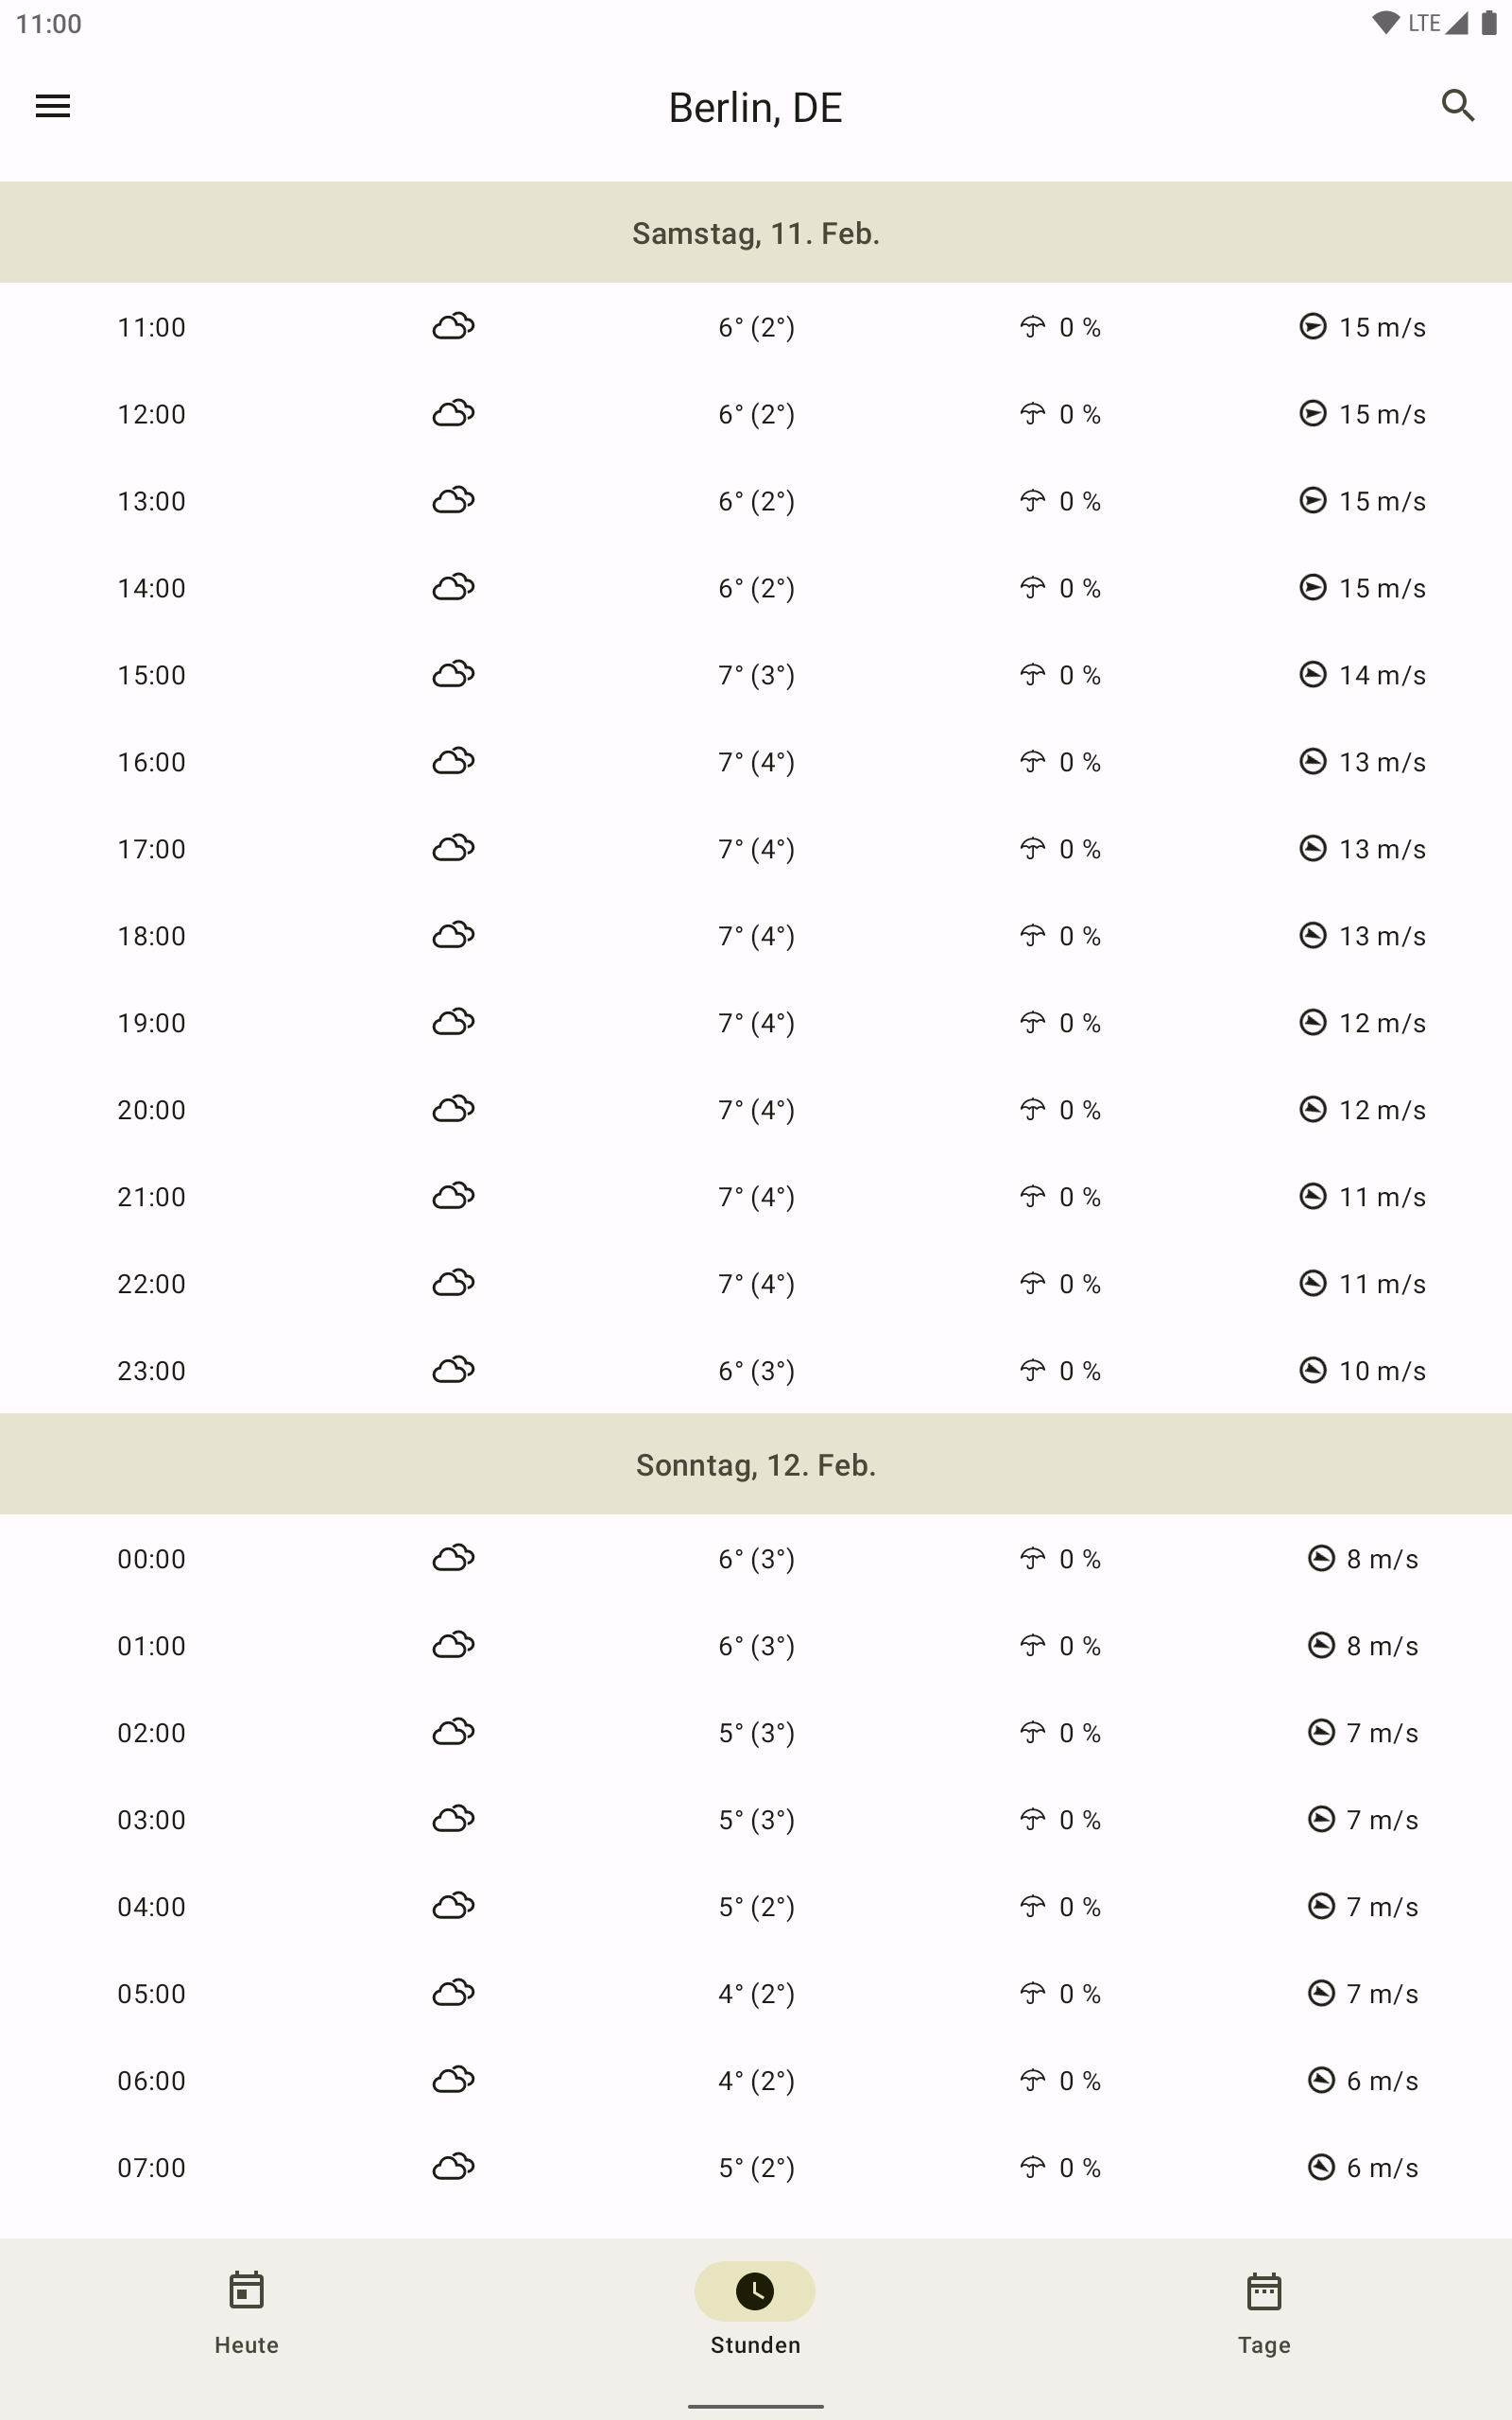 11:00 LTE
Berlin, DE
Samstag, 11. Feb.
11:00 6° (2°) 0 % 15 m/s
12:00 6° (2°) 0 % 15 m/s
13:00 6° (2°) 0 % 15 m/s
14:00 6° (2°) 0 % 15 m/s
15:00 7° (3°) 0 % 14 m/s
16:00 7° (4°) 0 % 13 m/s
17:00 7° (4°) 0 % 13 m/s
18:00 7° (4°) 0 % 13 m/s
19:00 7° (4°) 0 % 12 m/s
20:00 7° (4°) 0 % 12 m/s
21:00 7° (4°) 0 % 11 m/s
22:00 7° (4°) 0 % 11 m/s
23:00 6° (3°) 0 % 10 m/s
Sonntag, 12. Feb.
00:00 6° (3°) 0 % 8 m/s
01:00 6° (3°) 0 % 8 m/s
02:00 5° (3°) 0 % 7 m/s
03:00 5° (3°) 0 % 7 m/s
04:00 5° (2°) 0 % 7 m/s
05:00 4° (2°) 0 % 7 m/s
06:00 4° (2°) 0 % 6 m/s
07:00 5° (2°) 0 % 6 m/s
Heute Stunden Tage